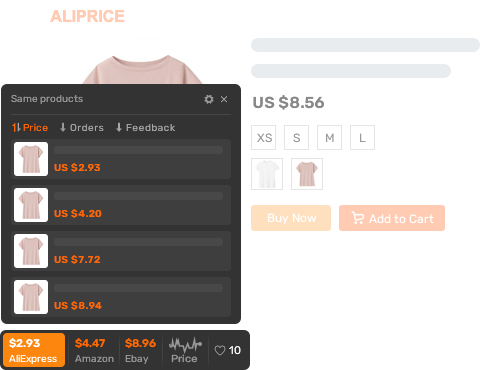 ALIPRICE
US $8.56
XS S M L
Buy Now
Add to Cart
Same products
Price Orders Feedback
US $2.93
US $4.20
US $7.72
US $8.94
$2.93 $4.47 $8.96
AliExpress Amazon Ebay Price
10